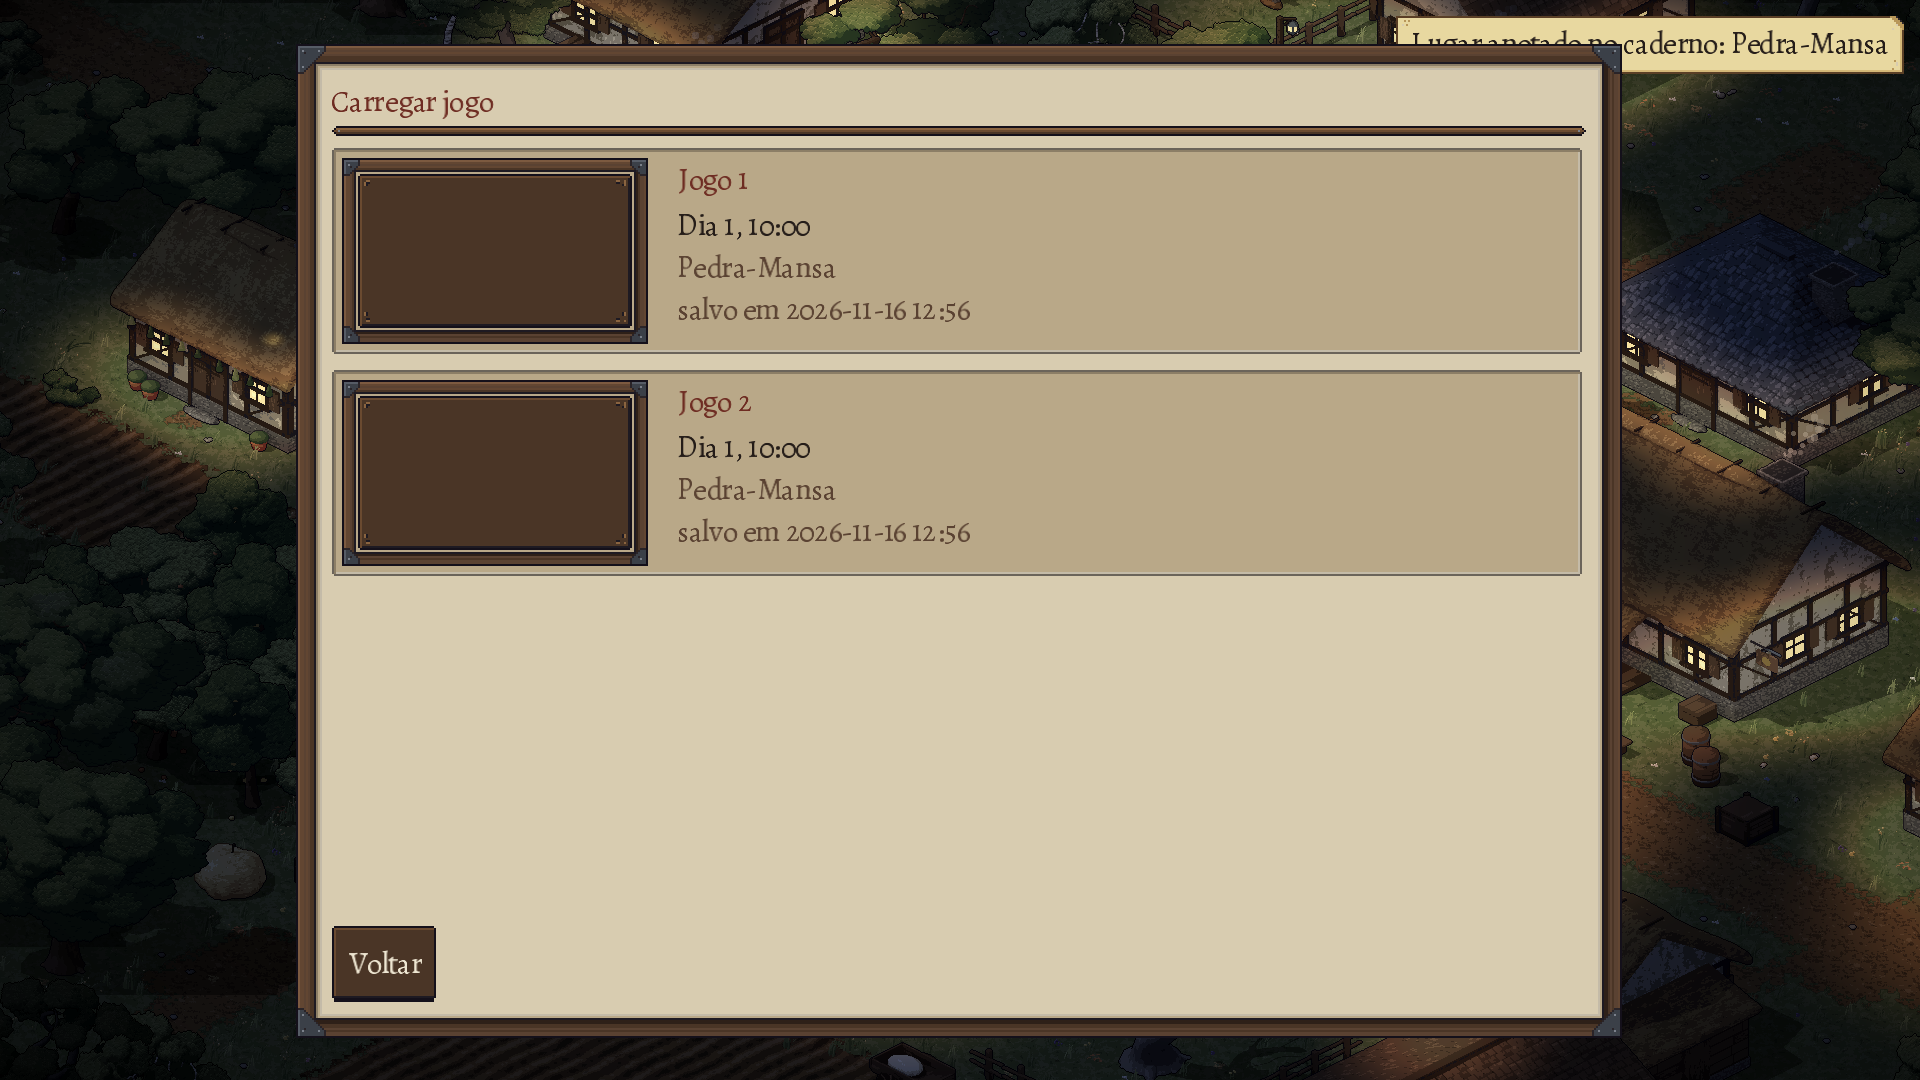 Lugar anotado no caderno: Pedra-Mansa
Carregar jogo
Jogo 1
Dia 1, 10:00
Pedra-Mansa
salvo em 2026-11-16 12:56
Jogo 2
Dia 1, 10:00
Pedra-Mansa
salvo em 2026-11-16 12:56
Voltar